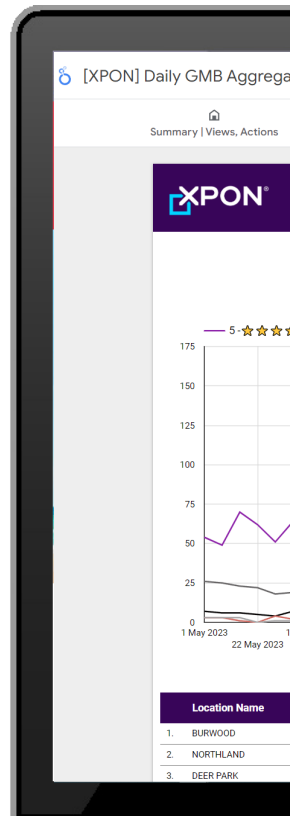 [XPON] Daily GMB Aggrega
Summary | Views, Actions
XPON®
5 -
175
150
125
100
75
50
25
0
1 May 2023
22 May 2023
1
Location Name
1. BURWOOD
2. NORTHLAND
3. DEER PARK